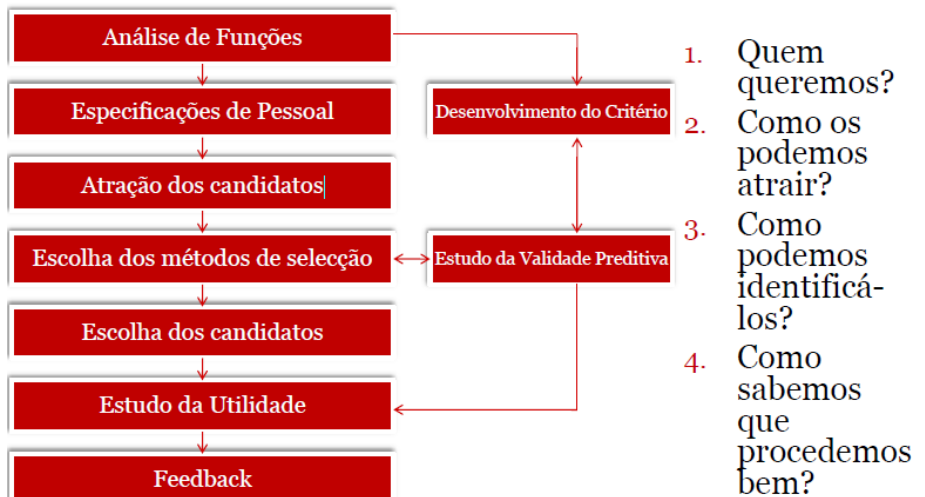 Análise de Funções
Especificações de Pessoal
Atração dos candidatos
Escolha dos métodos de selecção
Escolha dos candidatos
Estudo da Utilidade
Feedback
Desenvolvimento do Critério
Estudo da Validade Preditiva
1. Quem
queremos?
2. Como os
podemos
atrair?
3. Como
podemos
identificá-
los?
4. Como
sabemos
que
procedemos
bem?